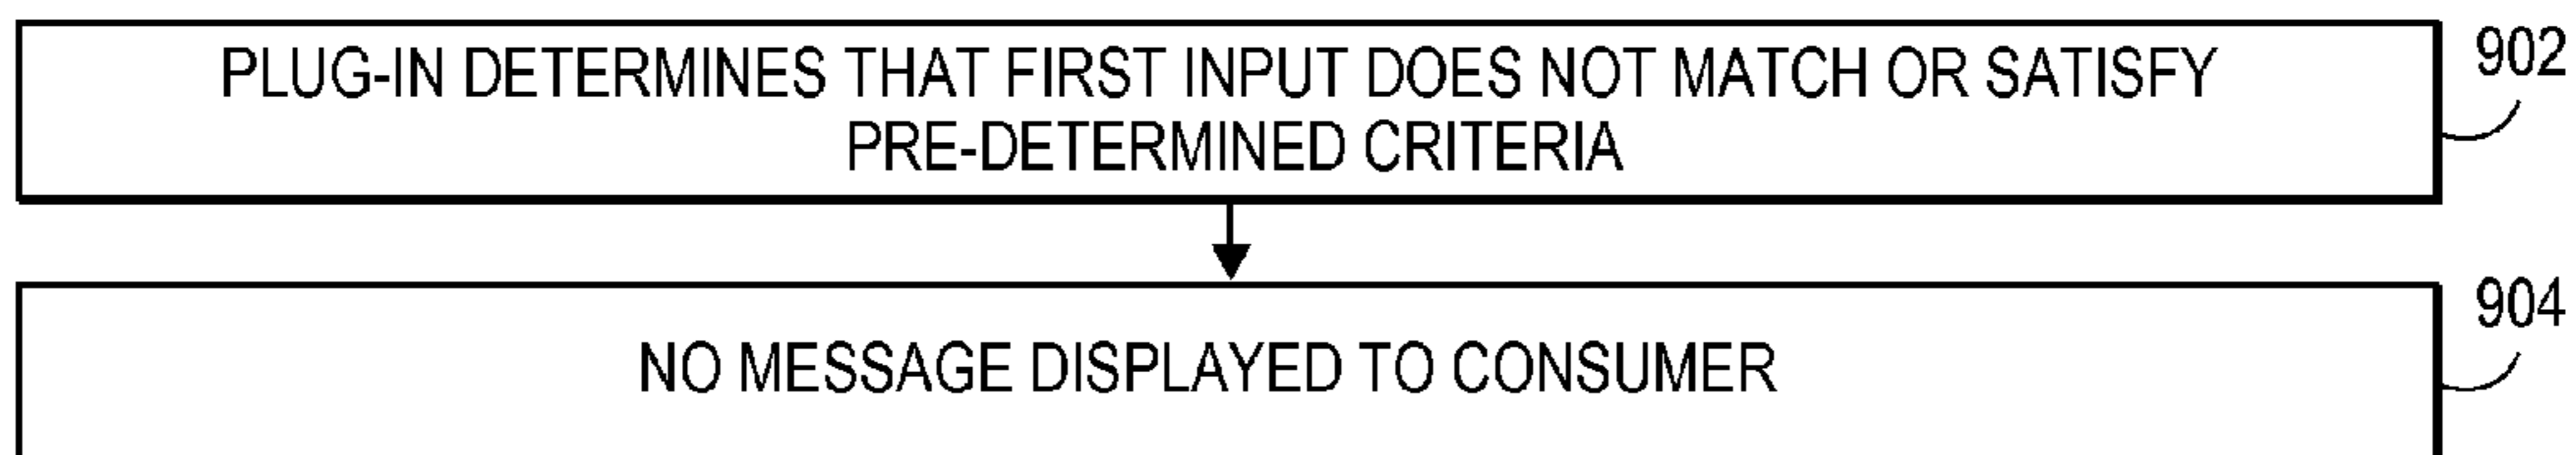 PLUG-IN DETERMINES THAT FIRST INPUT DOES NOT MATCH OR SATISFY
PRE-DETERMINED CRITERIA
902
NO MESSAGE DISPLAYED TO CONSUMER
904